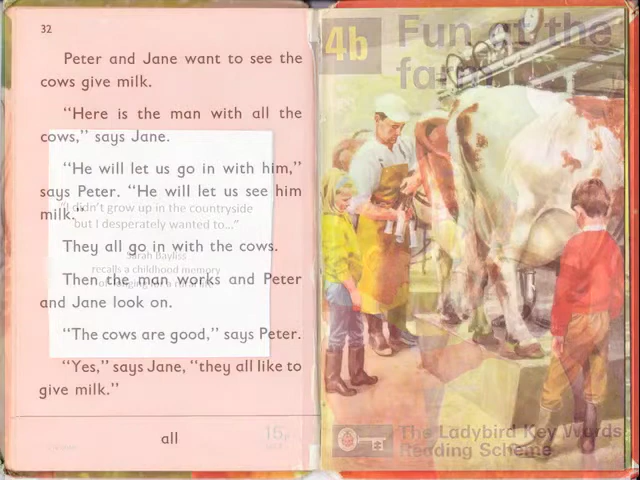 32
Peter and Jane want to see the
cows give milk.
"Here is the man with all the
cows," says Jane.
"He will let us go in with him,"
says Peter. "He will let us see him
milk."
They all go in with the cows.
Then the man works and Peter
and Jane look on.
"The cows are good," says Peter.
"Yes," says Jane, "they all like to
give milk."
all
"I didn't grow up in the countryside
but I desperately wanted to..."
Sarah Bayliss
recalls a childhood memory
15p
4b
Fun at the
farm
The Ladybird Key Words
Reading Scheme